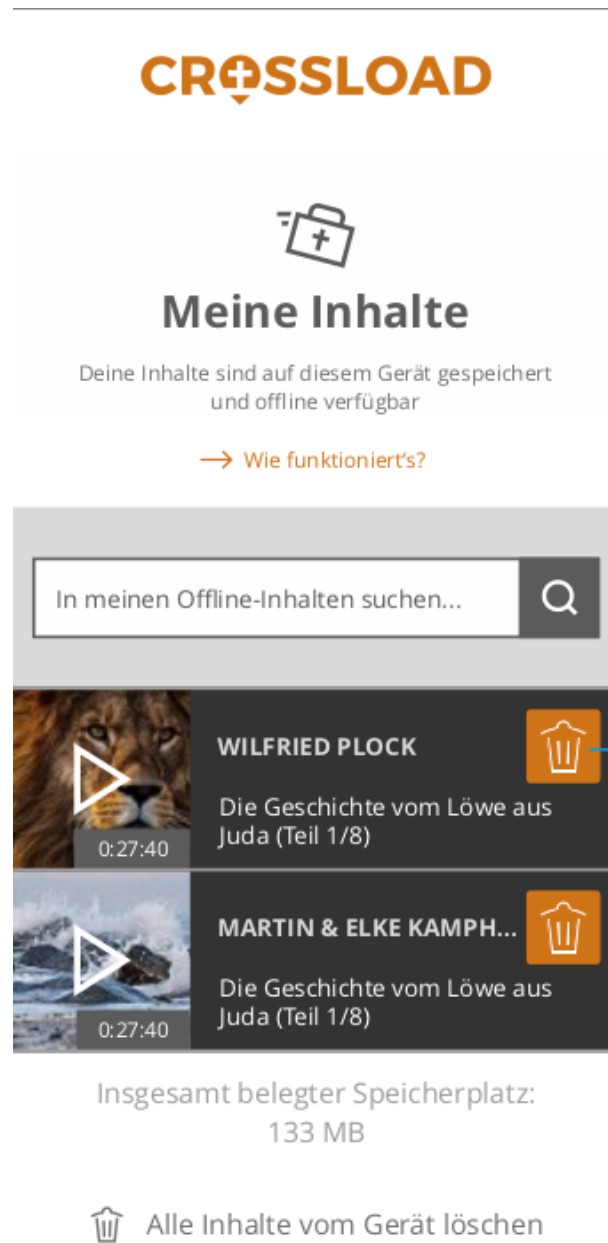 CROSSLOAD
Meine Inhalte
Deine Inhalte sind auf diesem Gerät gespeichert
und offline verfügbar
Wie funktioniert's?
In meinen Offline-Inhalten suchen...
WILFRIED PLOCK
Die Geschichte vom Löwe aus
Juda (Teil 1/8)
0:27:40
MARTIN & ELKE KAMPH...
Die Geschichte vom Löwe aus
Juda (Teil 1/8)
0:27:40
Insgesamt belegter Speicherplatz:
133 MB
Alle Inhalte vom Gerät löschen